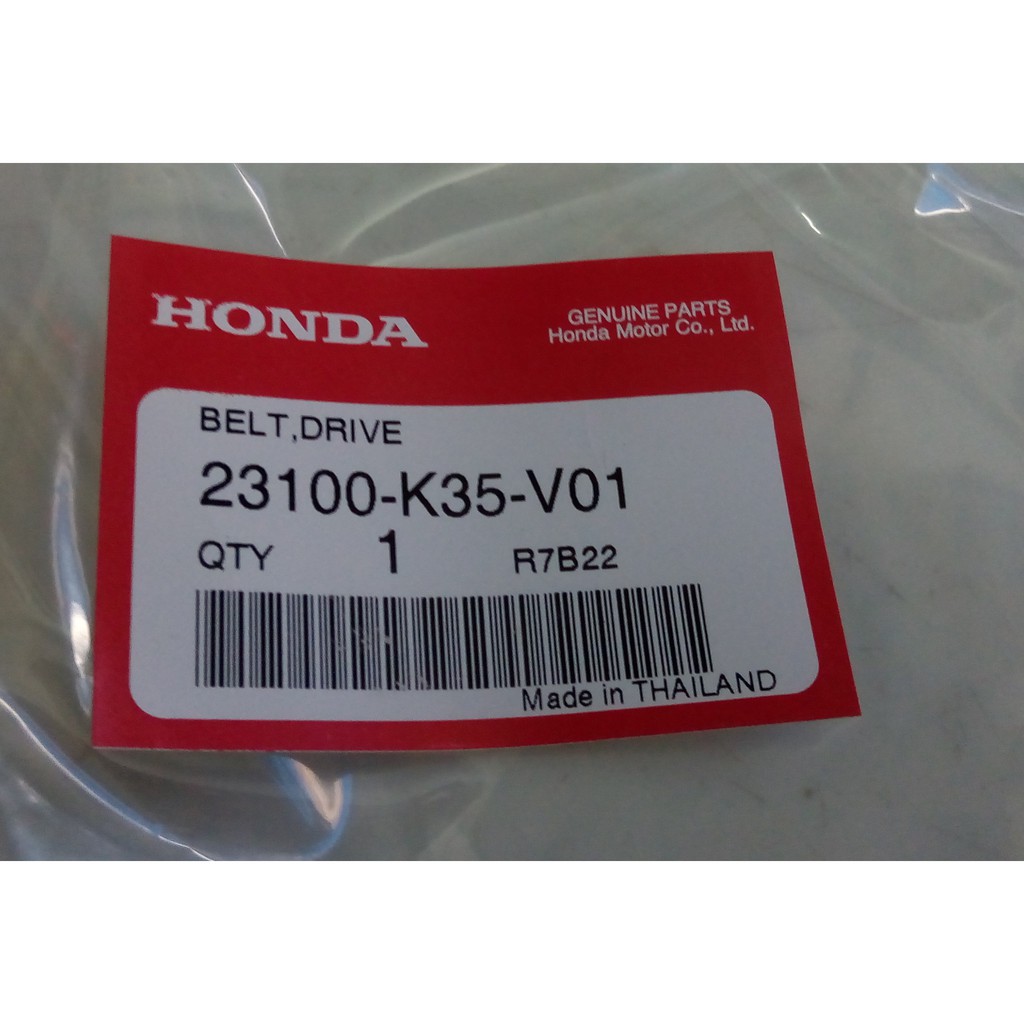 HONDA
GENUINE PARTS
Honda Motor Co., Ltd.
BELT,DRIVE
23100-K35-V01
QTY 1 R7B22
Made in THAILAND